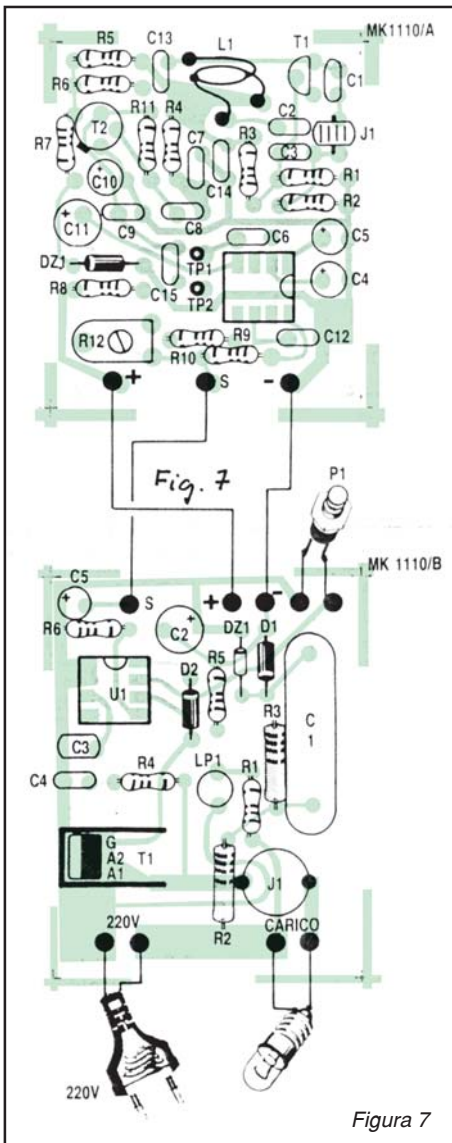 MK1110/A
R5
C13
L1
T1
R6
C1
R11
R4
C2
T2
C7
R3
J1
R7
C3
C10
C14
R1
R2
+
+
C11
C9
C8
C6
+
C5
DZ1
TP1
R8
C15
TP2
+
C4
R9
R12
R10
C12
+
S
-
Fig. 7
P1
MK 1110/B
C5
+
S
+
-
R6
+
C2
DZ1
D1
D2
R5
U1
R3
C
1
C3
C4
R4
LP1
R1
G
A2
T1
A1
J1
R2
220V
CARICO
220V
Figura 7